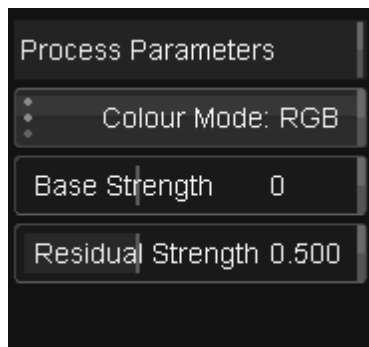 Process Parameters
Colour Mode: RGB
Base Strength 0
Residual Strength 0.500